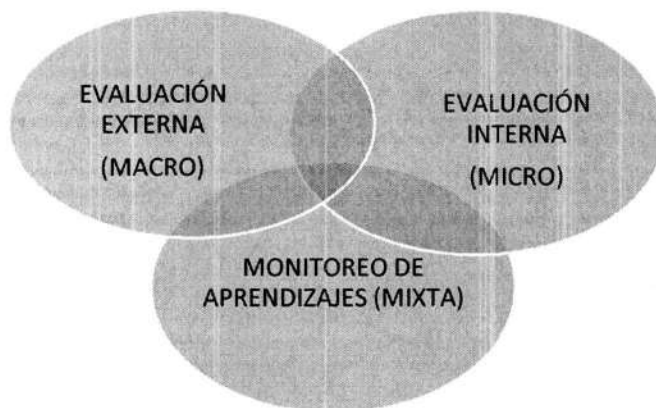 EVALUACIÓN
EXTERNA
(MACRO)
EVALUACIÓN
INTERNA
(MICRO)
MONITOREO DE
APRENDIZAJES (MIXTA)